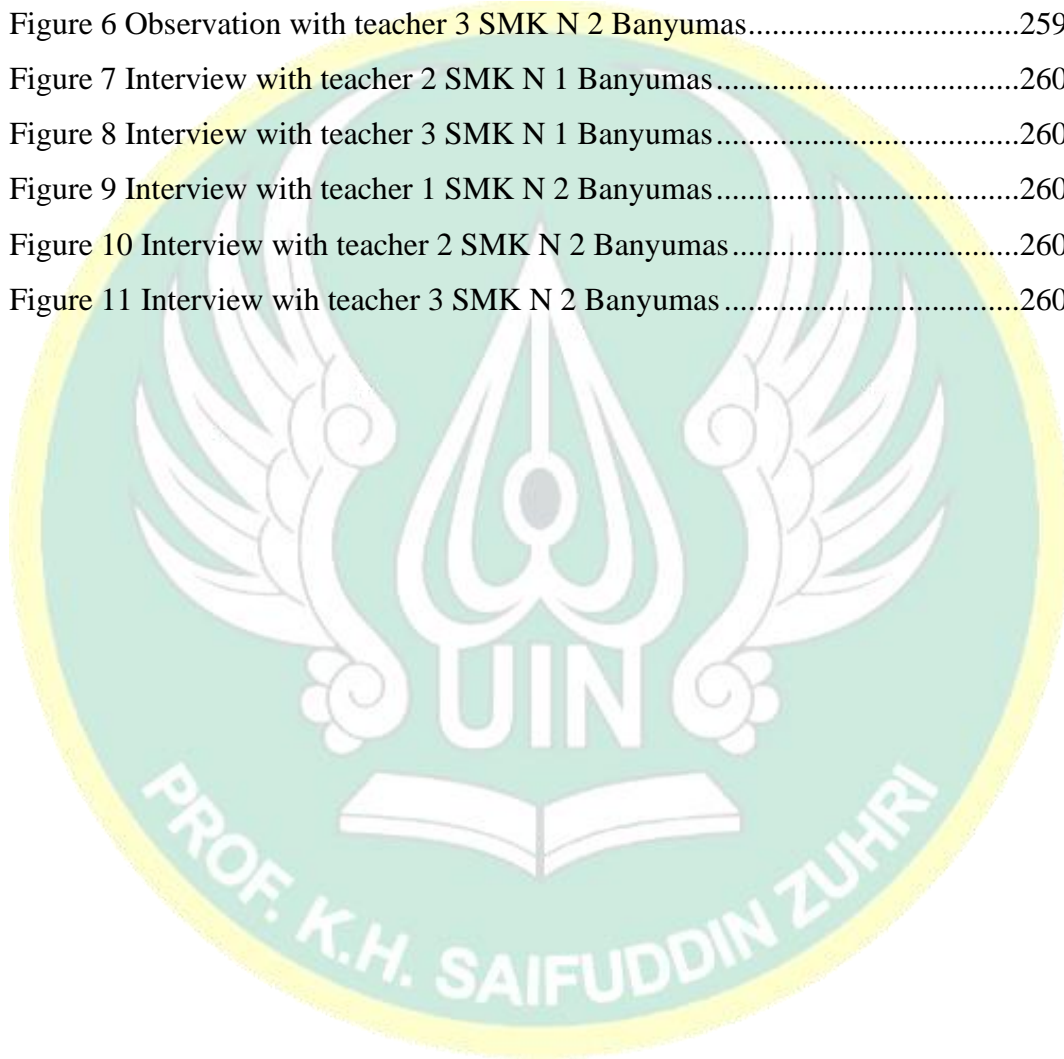 Figure 6 Observation with teacher 3 SMK N 2 Banyumas.................................259
Figure 7 Interview with teacher 2 SMK N 1 Banyumas.....................................260
Figure 8 Interview with teacher 3 SMK N 1 Banyumas.....................................260
Figure 9 Interview with teacher 1 SMK N 2 Banyumas.....................................260
Figure 10 Interview with teacher 2 SMK N 2 Banyumas...................................260
Figure 11 Interview wih teacher 3 SMK N 2 Banyumas....................................260
UIN
PROF. K.H. SAIFUDDIN ZUHRI